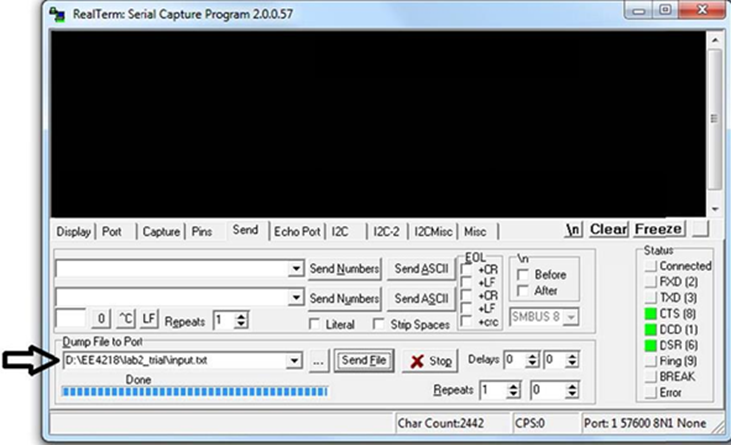 RealTerm: Serial Capture Program 2.0.0.57
Display Port Capture Pins Send Echo Port I2C I2C-2 I2CMisc Misc \n Clear Freeze
EOL \n Status
Send Numbers Send ASCII +CR Before Connected
+LF After RXD (2)
Send Numbers Send ASCII +CR TXD (3)
+LF CTS (8)
0 ^C LF Repeats 1 Literal Strip Spaces +crc SMBUS 8 DCD (1)
Dump File to Port DSR (6)
D:\EE4218\lab2_trial\input.txt ... Send File Stop Delays 0 0 Ring (9)
Done BREAK
Repeats 1 0 Error
Char Count:2442 CPS:0 Port: 1 57600 8N1 None